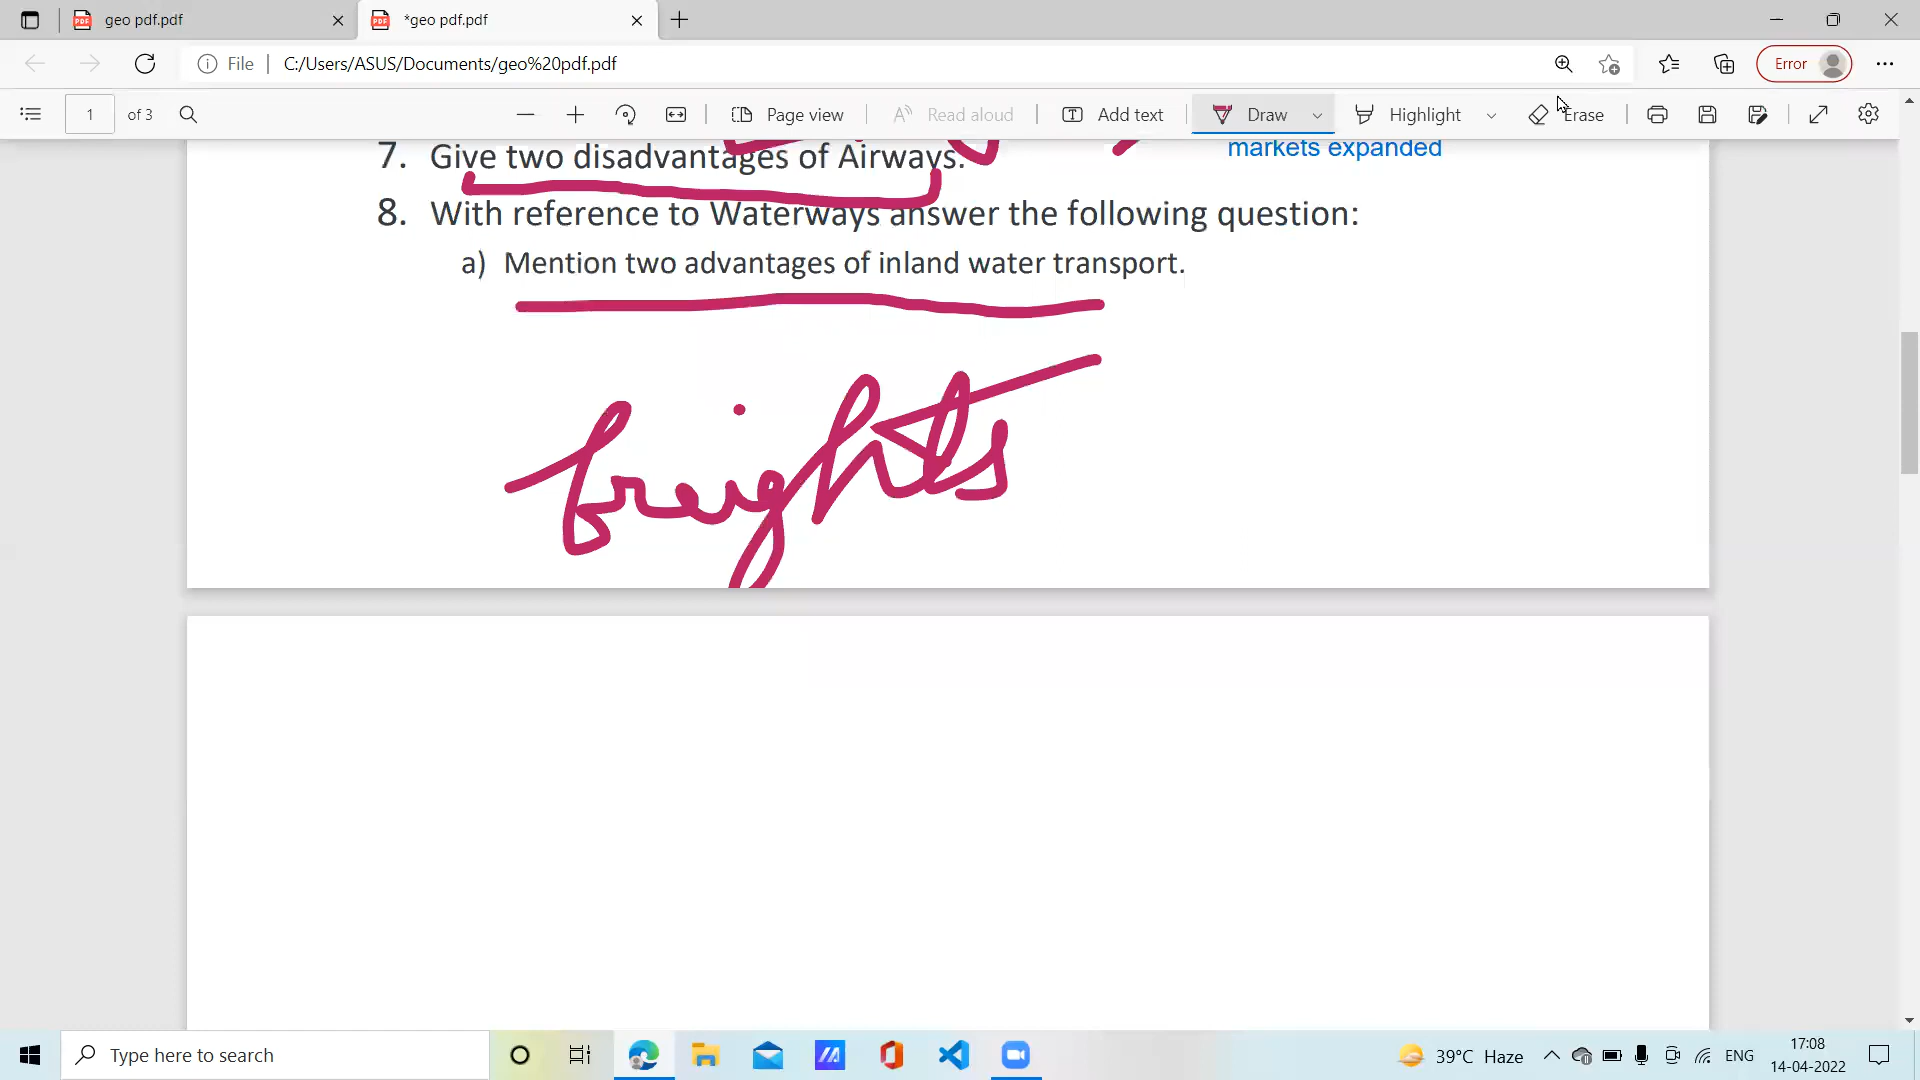 geo pdf.pdf
*geo pdf.pdf
File
C:/Users/ASUS/Documents/geo%20pdf.pdf
Error
1 of 3
Page view
Read aloud
Add text
Draw
Highlight
Erase
markets expanded
7. Give two disadvantages of Airways.
8. With reference to Waterways answer the following question:
a) Mention two advantages of inland water transport.
freights
Type here to search
39°C Haze
ENG
17:08
14-04-2022